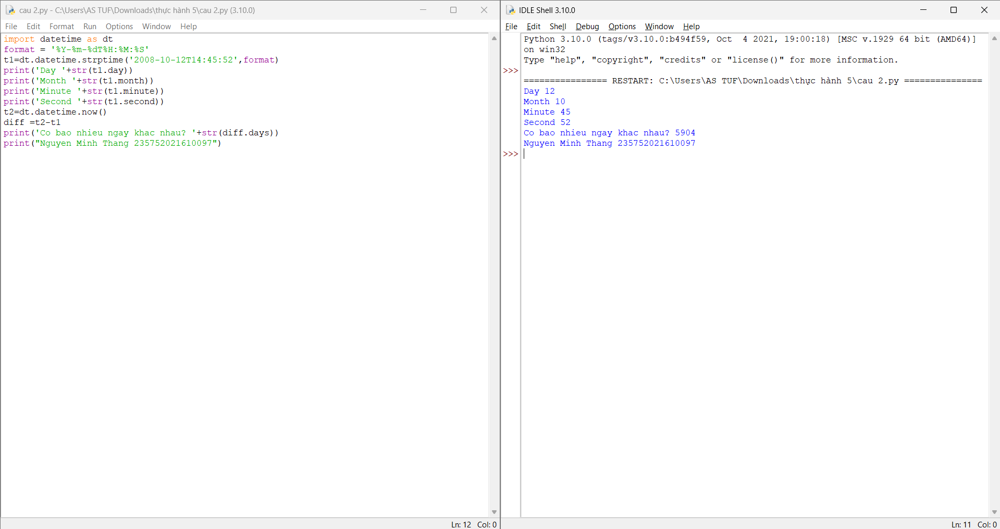 cau 2.py - C:\Users\AS TUF\Downloads\thực hành 5\cau 2.py (3.10.0)
File Edit Format Run Options Window Help
import datetime as dt
format = '%Y-%m-%dT%H:%M:%S'
t1=dt.datetime.strptime('2008-10-12T14:45:52',format)
print('Day '+str(t1.day))
print('Month '+str(t1.month))
print('Minute '+str(t1.minute))
print('Second '+str(t1.second))
t2=dt.datetime.now()
diff =t2-t1
print('Co bao nhieu ngay khac nhau? '+str(diff.days))
print("Nguyen Minh Thang 235752021610097")
Ln: 12 Col: 0
IDLE Shell 3.10.0
File Edit Shell Debug Options Window Help
Python 3.10.0 (tags/v3.10.0:b494f59, Oct  4 2021, 19:00:18) [MSC v.1929 64 bit (AMD64)]
on win32
Type "help", "copyright", "credits" or "license()" for more information.
>>>
================ RESTART: C:\Users\AS TUF\Downloads\thực hành 5\cau 2.py ===============
Day 12
Month 10
Minute 45
Second 52
Co bao nhieu ngay khac nhau? 5904
Nguyen Minh Thang 235752021610097
>>>
Ln: 11 Col: 0